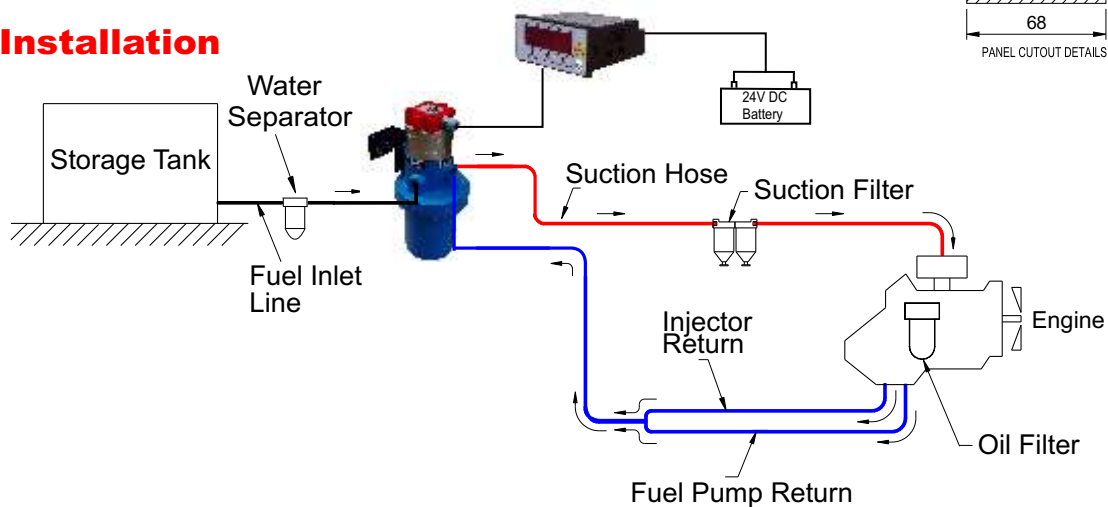 Installation
68
PANEL CUTOUT DETAILS
Water
Separator
Storage Tank
24V DC
Battery
Suction Hose
Suction Filter
Fuel Inlet
Line
Injector
Return
Engine
Oil Filter
Fuel Pump Return